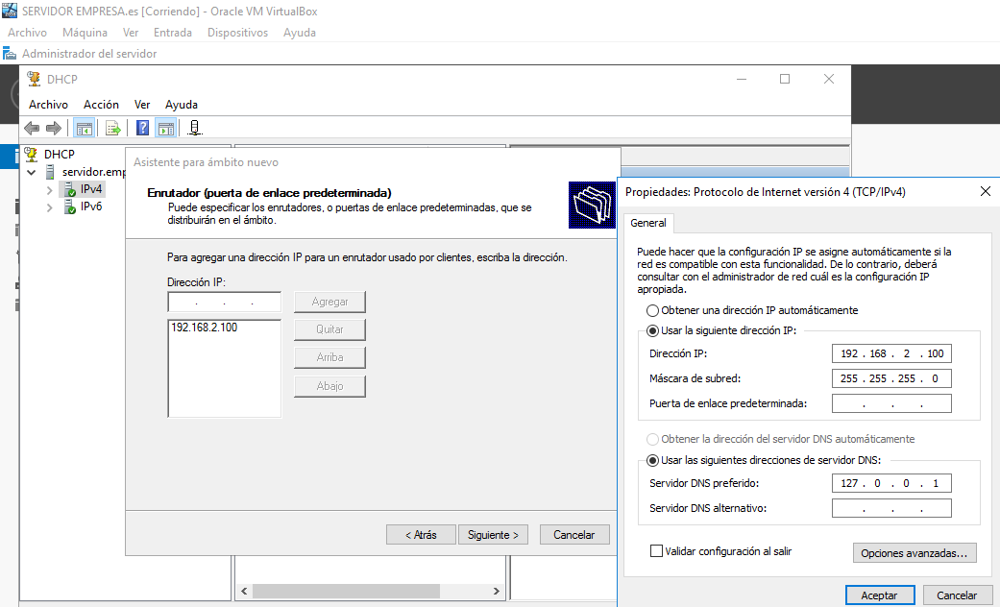 SERVIDOR EMPRESA.es [Corriendo] - Oracle VM VirtualBox
Archivo Máquina Ver Entrada Dispositivos Ayuda
Administrador del servidor
DHCP
Archivo Acción Ver Ayuda
DHCP
servidor.emp
IPv4
IPv6
Asistente para ámbito nuevo
Enrutador (puerta de enlace predeterminada)
Puede especificar los enrutadores, o puertas de enlace predeterminadas, que se
distribuirán en el ámbito.
Para agregar una dirección IP para un enrutador usado por clientes, escriba la dirección.
Dirección IP:
. . .
Agregar
192.168.2.100
Quitar
Arriba
Abajo
< Atrás Siguiente > Cancelar
Propiedades: Protocolo de Internet versión 4 (TCP/IPv4)
General
Puede hacer que la configuración IP se asigne automáticamente si la
red es compatible con esta funcionalidad. De lo contrario, deberá
consultar con el administrador de red cuál es la configuración IP
apropiada.
Obtener una dirección IP automáticamente
Usar la siguiente dirección IP:
Dirección IP: 192 . 168 . 2 . 100
Máscara de subred: 255 . 255 . 255 . 0
Puerta de enlace predeterminada: . . .
Obtener la dirección del servidor DNS automáticamente
Usar las siguientes direcciones de servidor DNS:
Servidor DNS preferido: 127 . 0 . 0 . 1
Servidor DNS alternativo: . . .
Validar configuración al salir
Opciones avanzadas...
Aceptar Cancelar